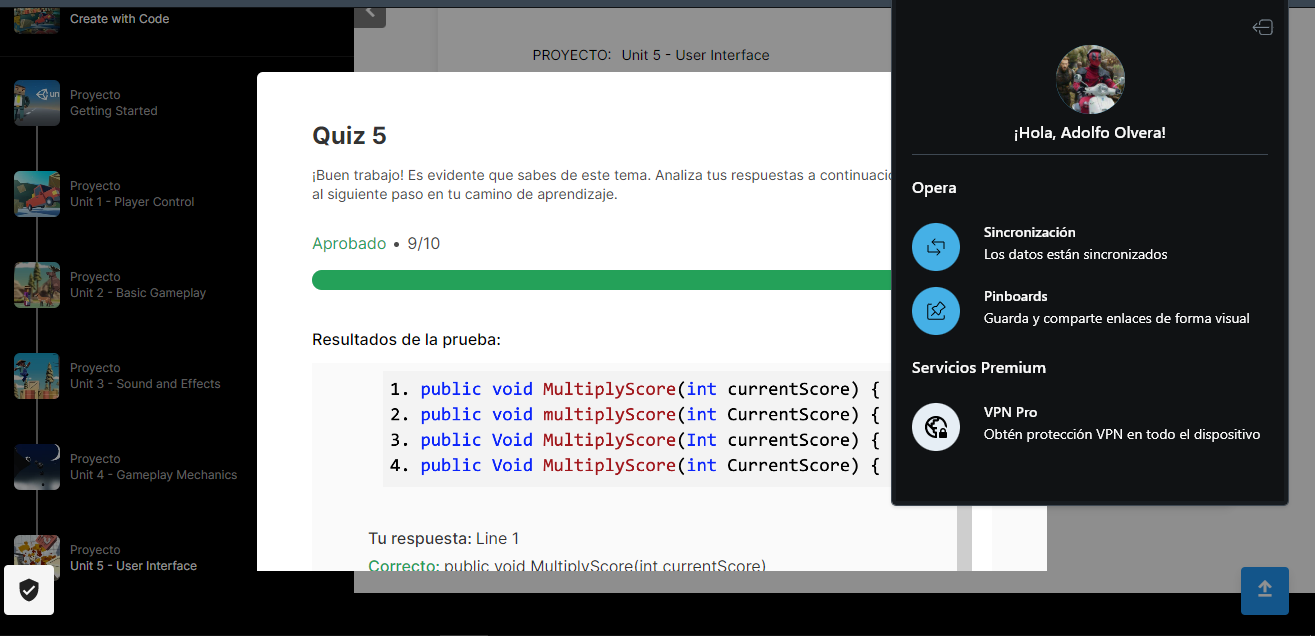 Create with Code
Proyecto
Getting Started
Proyecto
Unit 1 - Player Control
Proyecto
Unit 2 - Basic Gameplay
Proyecto
Unit 3 - Sound and Effects
Proyecto
Unit 4 - Gameplay Mechanics
Proyecto
Unit 5 - User Interface
PROYECTO: Unit 5 - User Interface
Quiz 5
¡Buen trabajo! Es evidente que sabes de este tema. Analiza tus respuestas a continuació
al siguiente paso en tu camino de aprendizaje.
Aprobado • 9/10
Resultados de la prueba:
1. public void MultiplyScore(int currentScore) {
2. public void multiplyScore(int CurrentScore) {
3. public Void MultiplyScore(Int currentScore) {
4. public Void MultiplyScore(int CurrentScore) {
Tu respuesta: Line 1
Correcto: public void MultiplyScore(int currentScore)
¡Hola, Adolfo Olvera!
Opera
Sincronización
Los datos están sincronizados
Pinboards
Guarda y comparte enlaces de forma visual
Servicios Premium
VPN Pro
Obtén protección VPN en todo el dispositivo